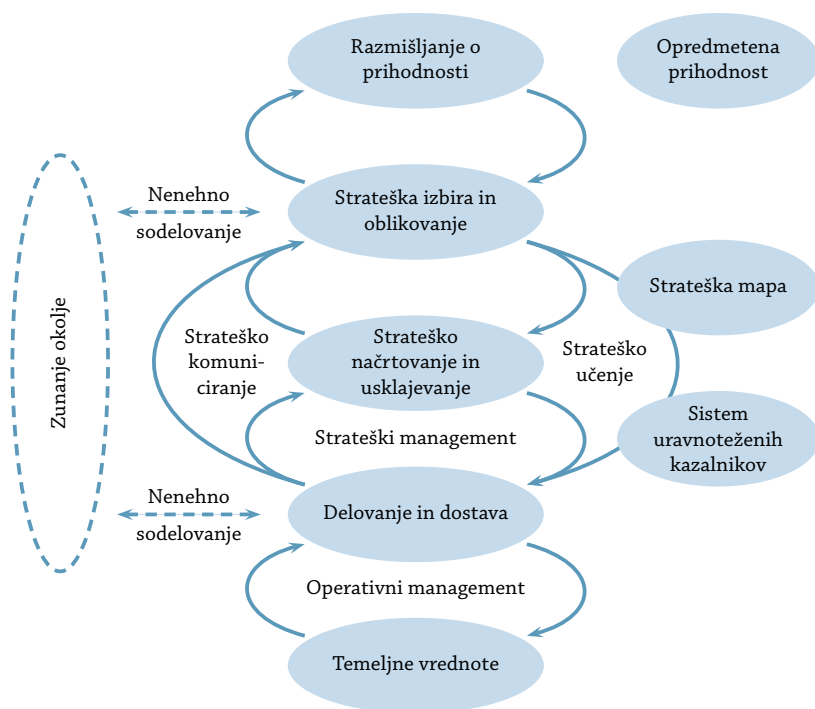 Razmišljanje o
prihodnosti
Opredmetena
prihodnost
Nenehno
sodelovanje
Strateška izbira in
oblikovanje
Strateška mapa
Zunanje okolje
Strateško
komuni-
ciranje
Strateško
načrtovanje in
usklajevanje
Strateško
učenje
Sistem
uravnoteženih
kazalnikov
Strateški management
Nenehno
sodelovanje
Delovanje in dostava
Operativni management
Temeljne vrednote